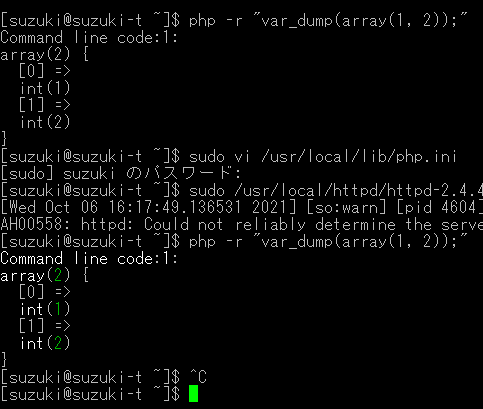 [suzuki@suzuki-t ~]$ php -r "var_dump(array(1, 2));"
Command line code:1:
array(2) {
  [0] =>
  int(1)
  [1] =>
  int(2)
}
[suzuki@suzuki-t ~]$ sudo vi /usr/local/lib/php.ini
[sudo] suzuki のパスワード:
[suzuki@suzuki-t ~]$ sudo /usr/local/httpd/httpd-2.4.4
[Wed Oct 06 16:17:49.136531 2021] [so:warn] [pid 4604]
AH00558: httpd: Could not reliably determine the serve
[suzuki@suzuki-t ~]$ php -r "var_dump(array(1, 2));"
Command line code:1:
array(2) {
  [0] =>
  int(1)
  [1] =>
  int(2)
}
[suzuki@suzuki-t ~]$ ^C
[suzuki@suzuki-t ~]$